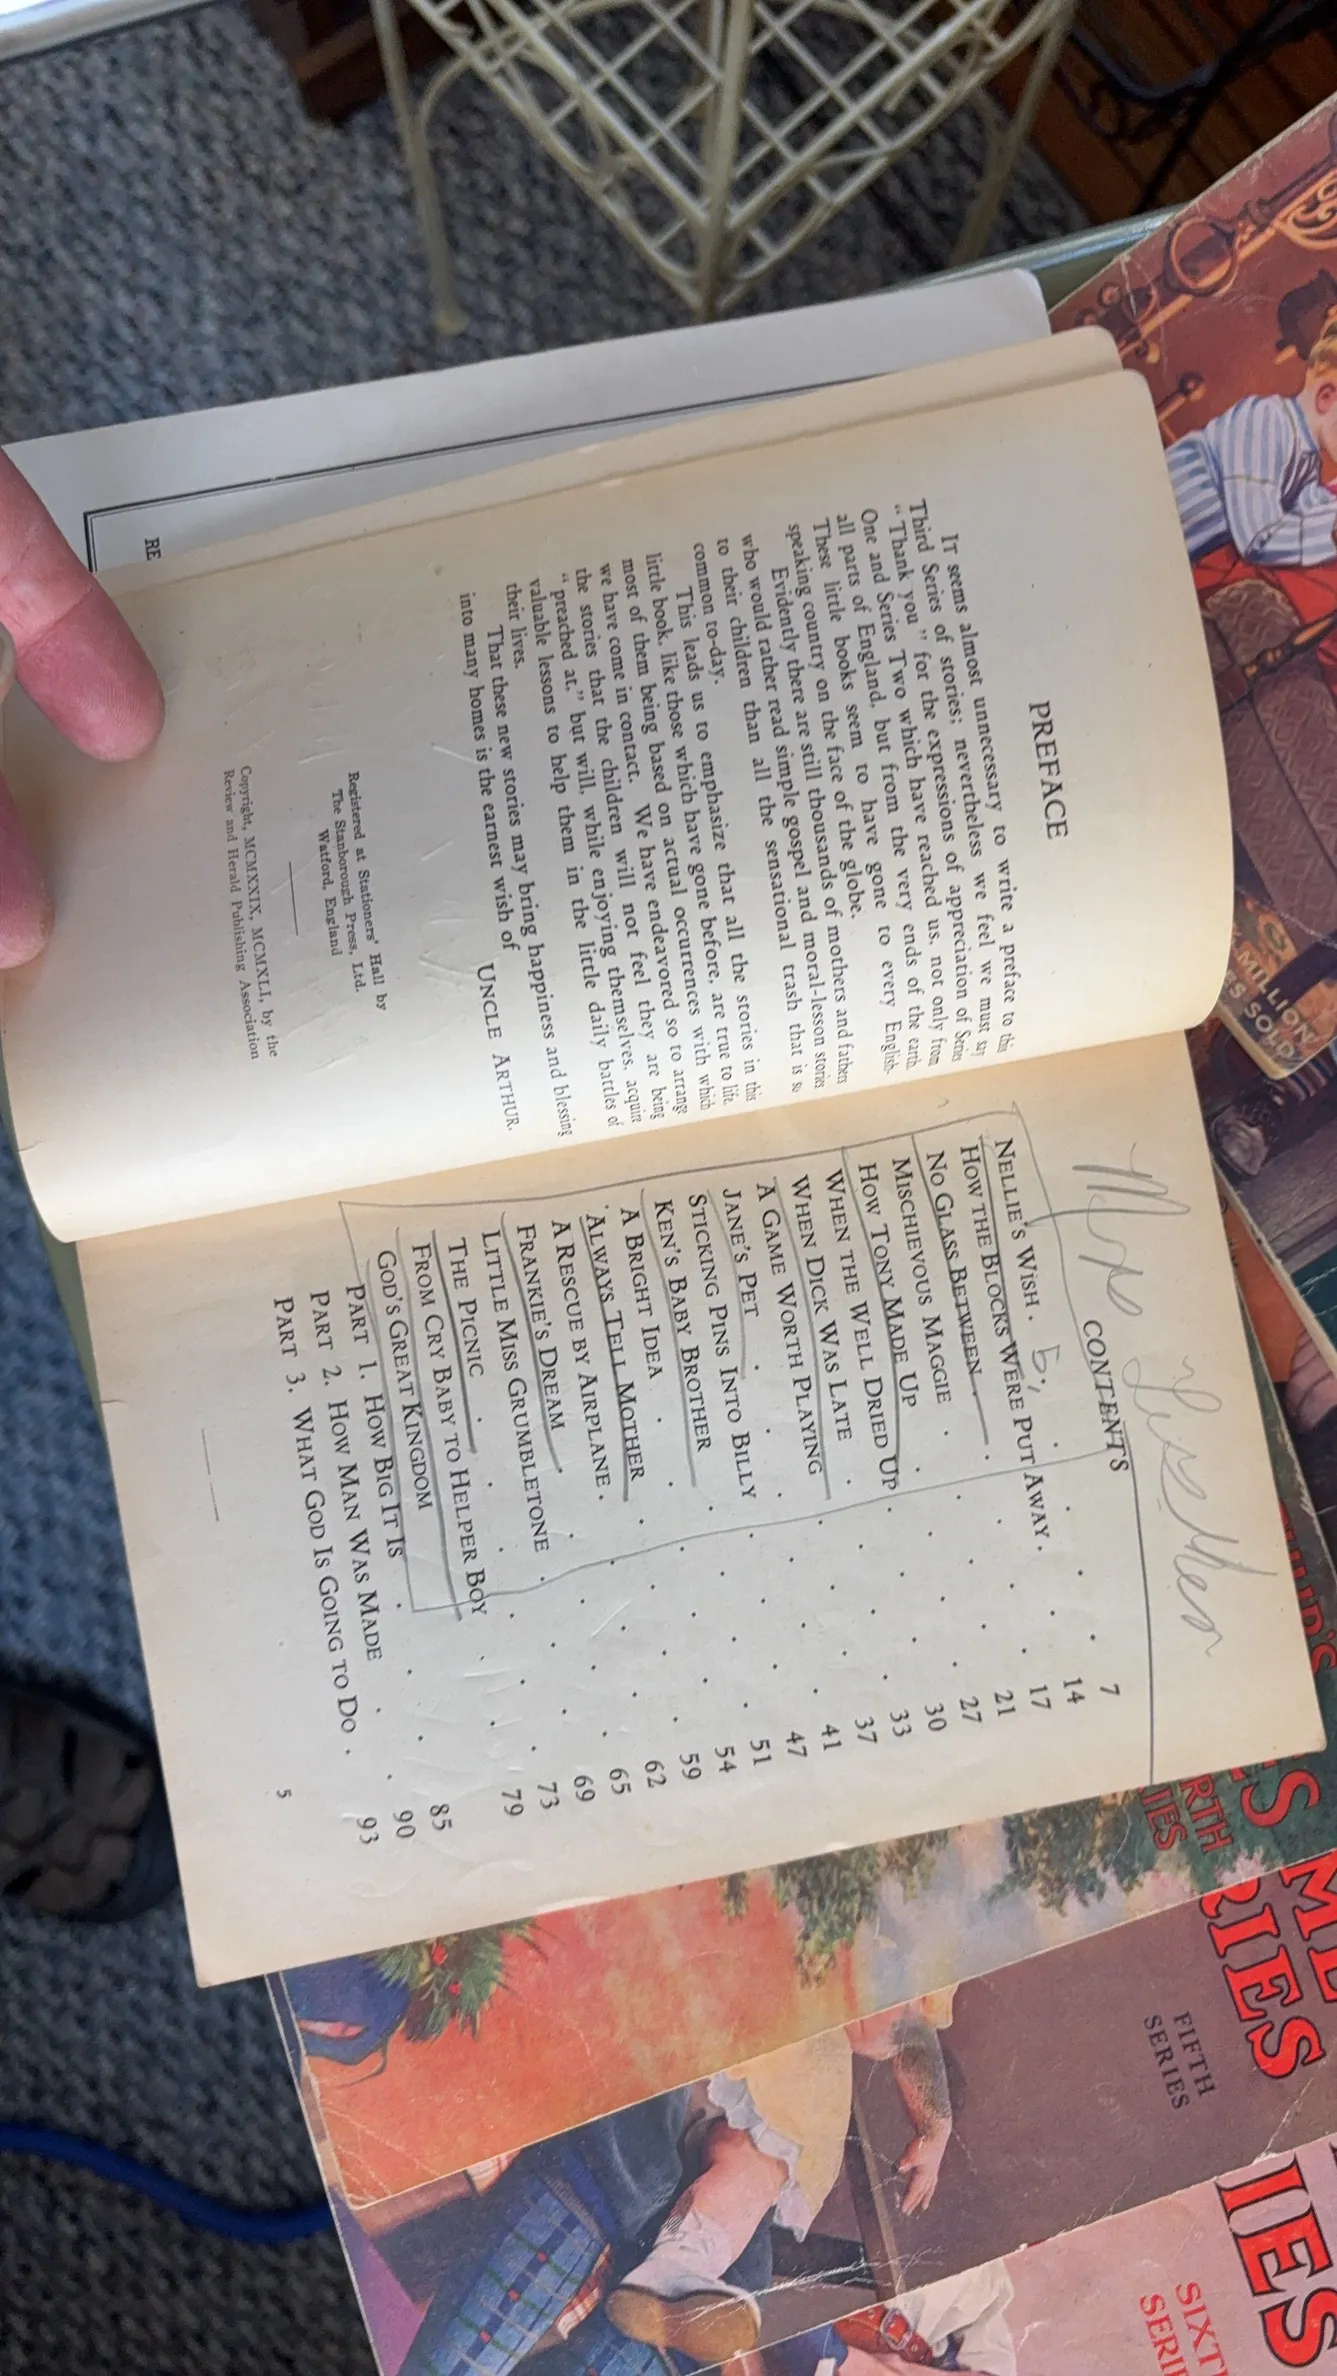 PREFACE
IT seems almost unnecessary to write a preface to this
Third Series of stories; nevertheless we feel we must say
"Thank you" for the expressions of appreciation of Series
One and Series Two which have reached us, not only from
all parts of England, but from the very ends of the earth.
These little books seem to have gone to every English-
speaking country on the face of the globe.
Evidently there are still thousands of mothers and fathers
who would rather read simple gospel and moral-lesson stories
to their children than all the sensational trash that is so
common to-day.
This leads us to emphasize that all the stories in this
little book, like those which have gone before, are true to life,
most of them being based on actual occurrences with which
we have come in contact. We have endeavored so to arrange
the stories that the children will not feel they are being
"preached at," but will, while enjoying themselves, acquire
valuable lessons to help them in the little daily battles of
their lives.
That these new stories may bring happiness and blessing
into many homes is the earnest wish of UNCLE ARTHUR.
Registered at Stationers' Hall by
The Stanborough Press, Ltd.
Watford, England
Copyright, MCMXXIX, MCMXLI, by the
Review and Herald Publishing Association
RE
Mrs
CONTENTS
NELLIE'S WISH . . . . . 7
HOW THE BLOCKS WERE PUT AWAY . . . 14
NO GLASS BETWEEN . . . . 17
MISCHIEVOUS MAGGIE . . . . 21
HOW TONY MADE UP . . . . 27
WHEN THE WELL DRIED UP . . . . 30
WHEN DICK WAS LATE . . . . 33
A GAME WORTH PLAYING . . . . 37
JANE'S PET . . . . . 41
STICKING PINS INTO BILLY . . . . 47
KEN'S BABY BROTHER . . . . 51
A BRIGHT IDEA . . . . . 54
ALWAYS TELL MOTHER . . . . 59
A RESCUE BY AIRPLANE . . . . 62
FRANKIE'S DREAM . . . . 65
LITTLE MISS GRUMBLETONE . . . . 69
THE PICNIC . . . . . 73
FROM CRY BABY TO HELPER BOY . . . 79
GOD'S GREAT KINGDOM
PART 1. HOW BIG IT IS . . . . 85
PART 2. HOW MAN WAS MADE . . . 90
PART 3. WHAT GOD IS GOING TO DO . . 93
5
MILLION
S SOLD
FIFTH
SERIES